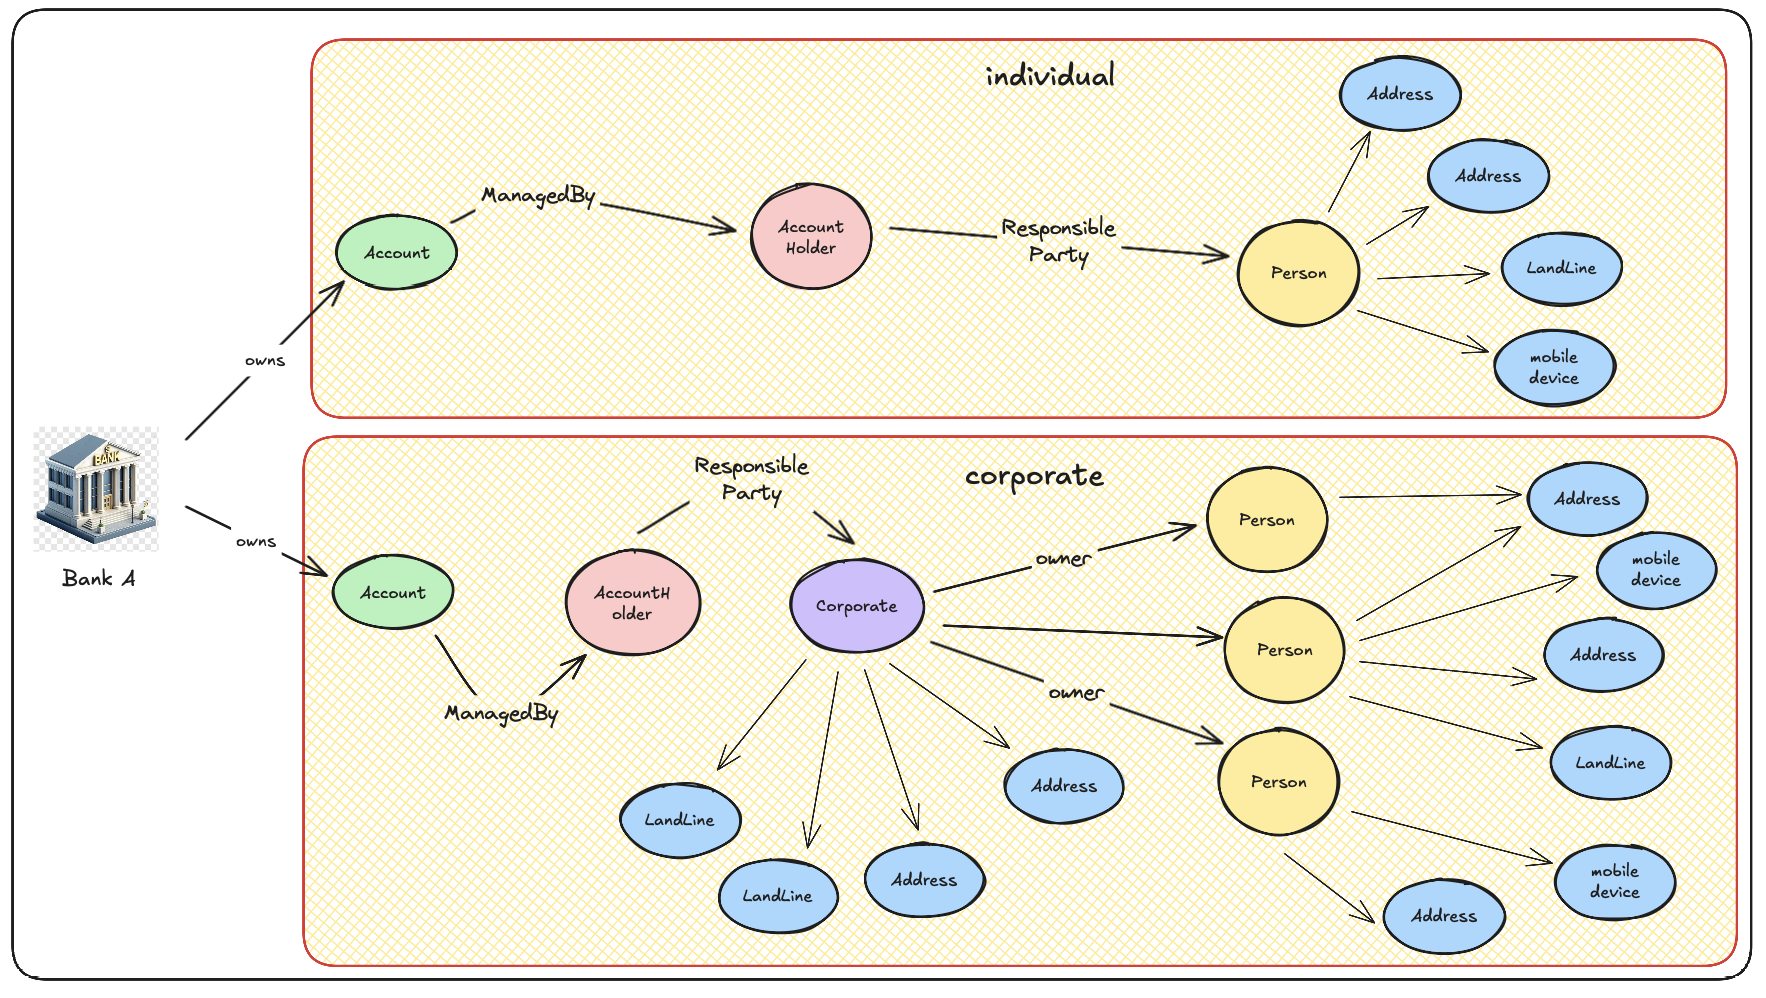 individual
Address
Address
ManagedBy
Account
Holder
Responsible
Party
Account
Person
LandLine
mobile
device
owns
BANK
Bank A
owns
corporate
Responsible
Party
Account
AccountH
older
ManagedBy
Corporate
owner
owner
Person
Person
Person
Address
mobile
device
Address
LandLine
mobile
device
Address
LandLine
LandLine
Address
Address